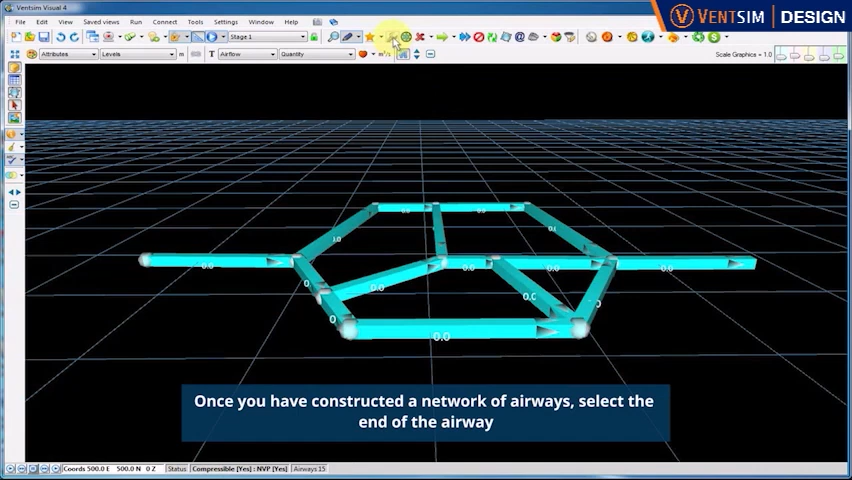 Ventsim Visual 4
VENTSIM | DESIGN
File Edit View Saved views Run Connect Tools Settings Window Help
Stage 1
Attributes Levels m T Airflow Quantity m³/s Scale Graphics = 1.0
0.0 0.0
0.0
0.0 0.0 0.0 0.0
0.0 0.0
0.0
Once you have constructed a network of airways, select the
end of the airway
Coords 500.0 E 500.0 N 0 Z Status Compressible [Yes] : NVP [Yes] Airways 15